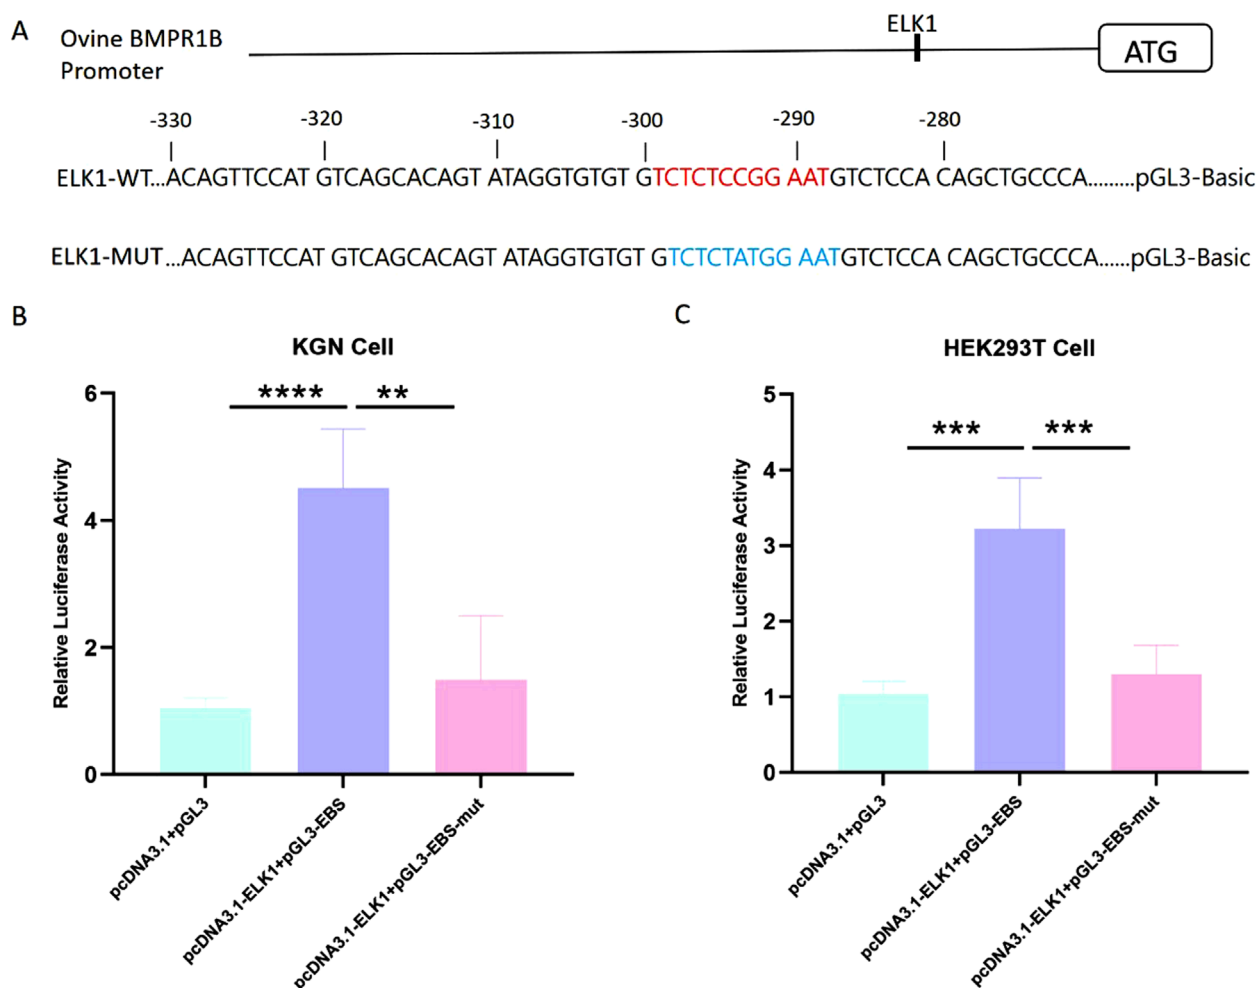 A
Ovine BMPR1B
Promoter
ELK1
ATG
-330 -320 -310 -300 -290 -280
ELK1-WT...ACAGTTCCAT GTCAGCACAGT ATAGGTGTGT GTCTCTCCGG AATGTCTCCA CAGCTGCCCA.........pGL3-Basic
ELK1-MUT...ACAGTTCCAT GTCAGCACAGT ATAGGTGTGT GTCTCTATGG AATGTCTCCA CAGCTGCCCA......pGL3-Basic
B
KGN Cell
**** **
Relative Luciferase Activity
6
4
2
0
pcDNA3.1+pGL3
pcDNA3.1-ELK1+pGL3-EBS
pcDNA3.1-ELK1+pGL3-EBS-mut
C
HEK293T Cell
*** ***
Relative Luciferase Activity
5
4
3
2
1
0
pcDNA3.1+pGL3
pcDNA3.1-ELK1+pGL3-EBS
pcDNA3.1-ELK1+pGL3-EBS-mut